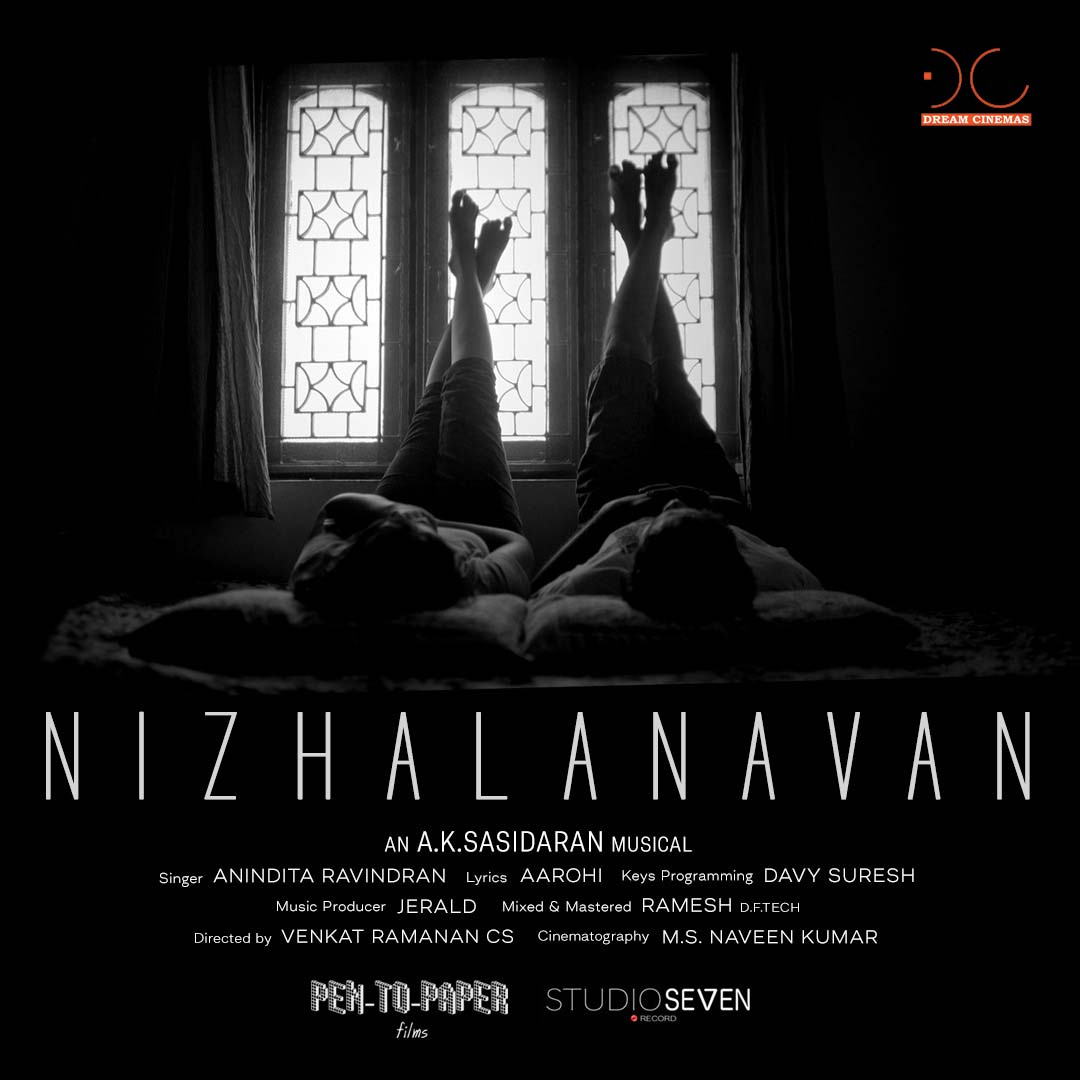 DREAM CINEMAS
NIZHALANAVAN
AN A.K.SASIDARAN MUSICAL
Singer ANINDITA RAVINDRAN Lyrics AAROHI Keys Programming DAVY SURESH
Music Producer JERALD Mixed & Mastered RAMESH D.F.TECH
Directed by VENKAT RAMANAN CS Cinematography M.S. NAVEEN KUMAR
PEN-TO-PAPER STUDIOSEVEN
films RECORD